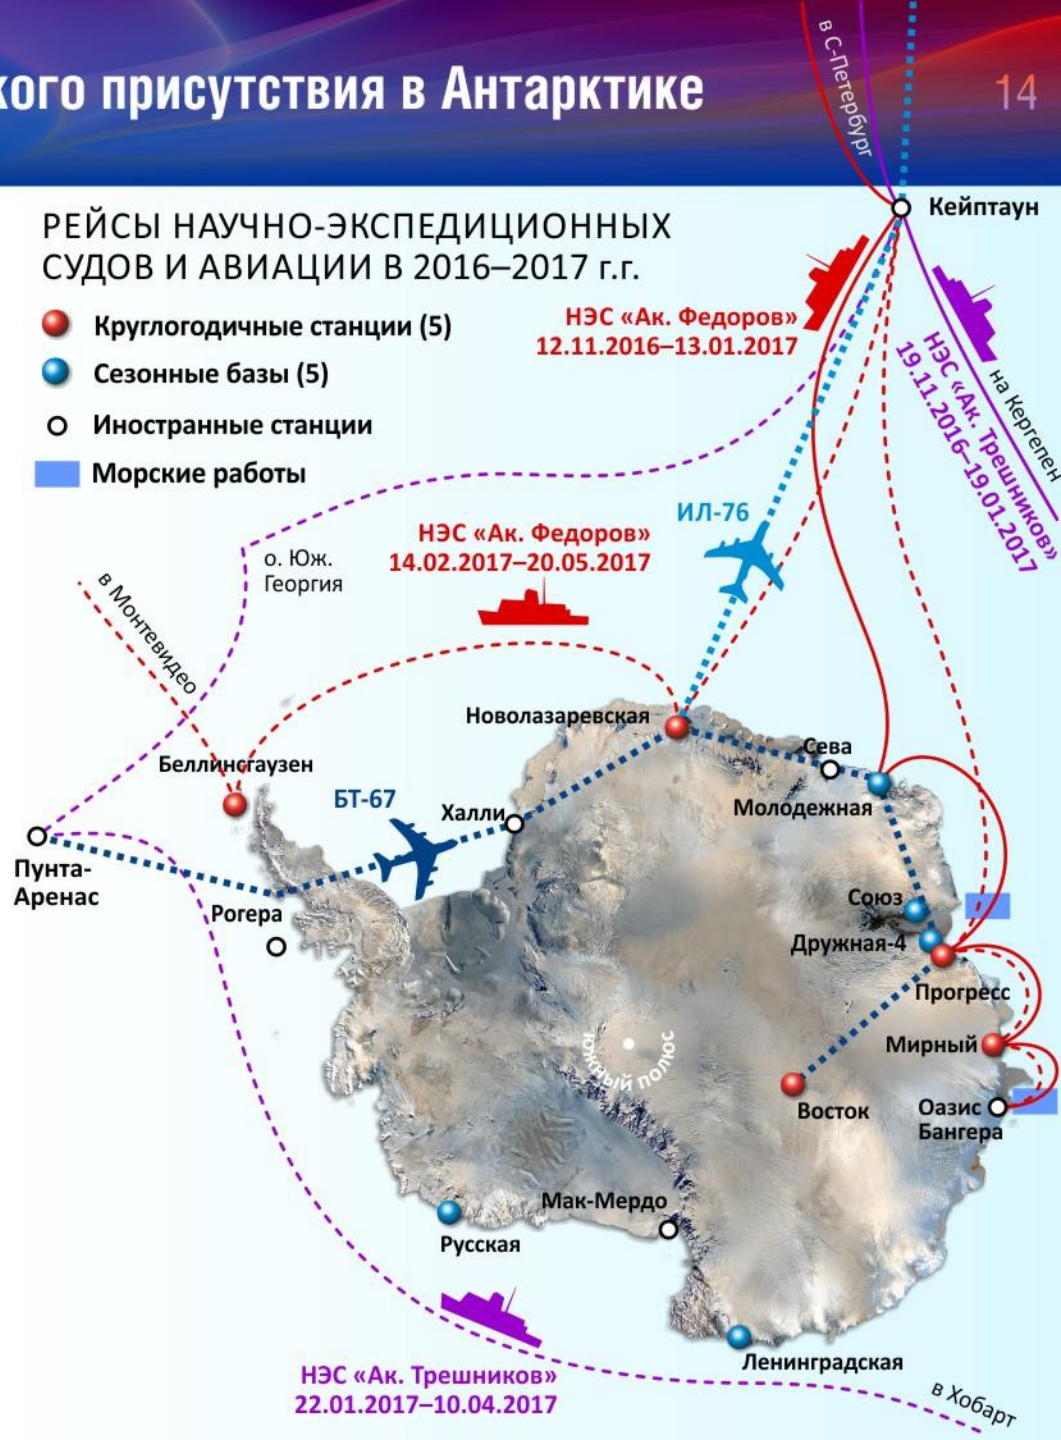 кого присутствия в Антарктике
14
в С-Петербург
Кейптаун
РЕЙСЫ НАУЧНО-ЭКСПЕДИЦИОННЫХ
СУДОВ И АВИАЦИИ В 2016–2017 г.г.
Круглогодичные станции (5)
Сезонные базы (5)
Иностранные станции
Морские работы
НЭС «Ак. Федоров»
12.11.2016–13.01.2017
НЭС «Ак. Трешников»
19.11.2016–19.01.2017
на Кергелен
ИЛ-76
НЭС «Ак. Федоров»
14.02.2017–20.05.2017
о. Юж.
Георгия
в Монтевидео
Новолазаревская
Сева
Беллинсгаузен
БТ-67
Халли
Молодежная
Пунта-
Аренас
Рогера
Союз
Дружная-4
Прогресс
Южный полюс
Мирный
Восток
Оазис
Бангера
Мак-Мердо
Русская
Ленинградская
НЭС «Ак. Трешников»
22.01.2017–10.04.2017
в Хобарт